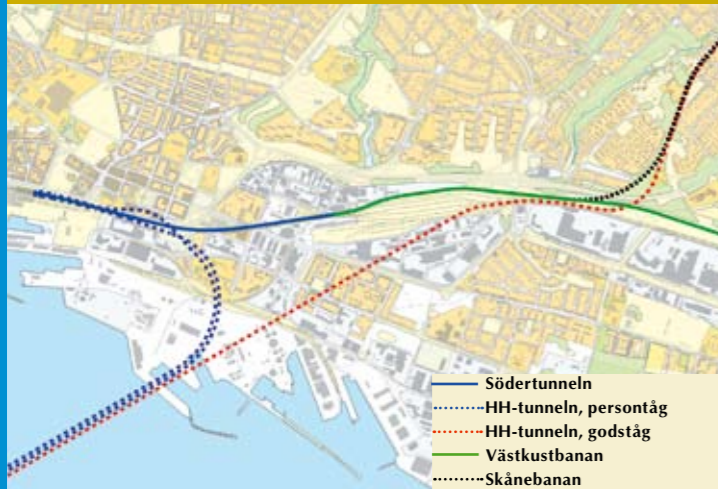 Södertunneln
HH-tunneln, persontåg
HH-tunneln, godståg
Västkustbanan
Skånebanan